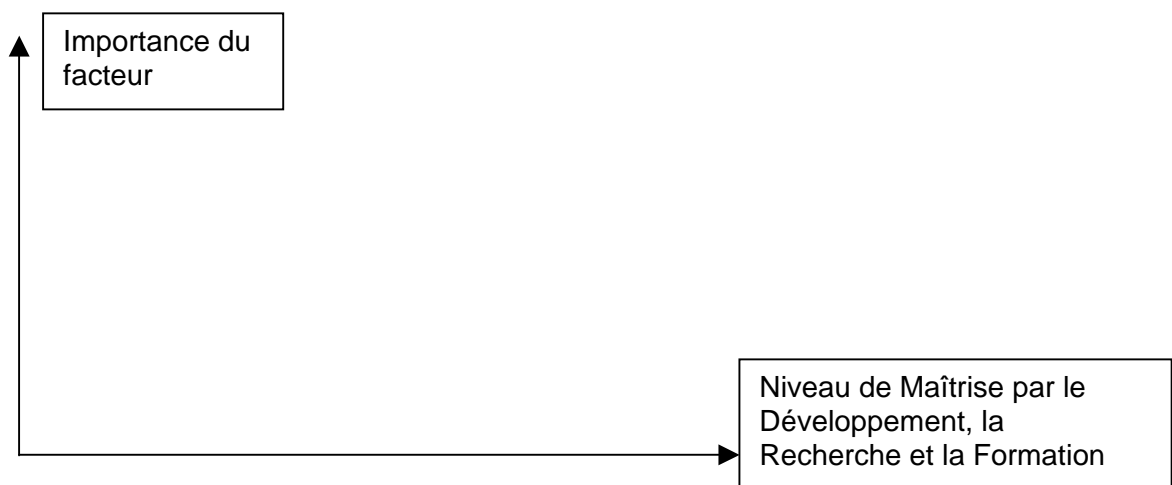 Importance du
facteur
Niveau de Maîtrise par le
Développement, la
Recherche et la Formation